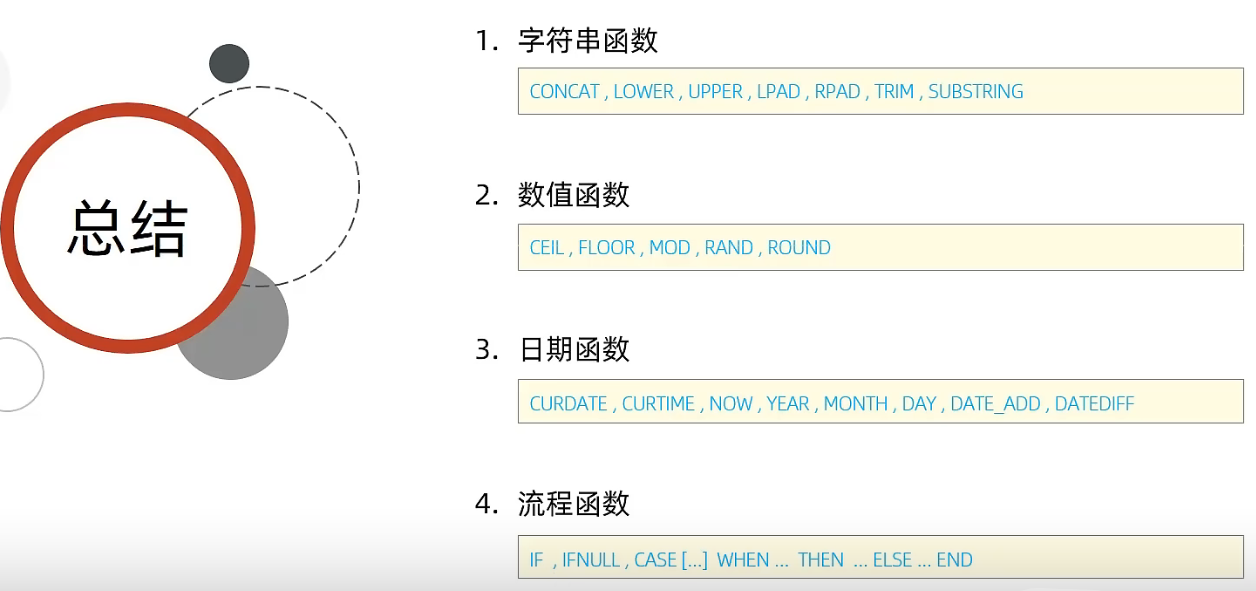 总结
1. 字符串函数
CONCAT , LOWER , UPPER , LPAD , RPAD , TRIM , SUBSTRING
2. 数值函数
CEIL , FLOOR , MOD , RAND , ROUND
3. 日期函数
CURDATE , CURTIME , NOW , YEAR , MONTH , DAY , DATE_ADD , DATEDIFF
4. 流程函数
IF , IFNULL , CASE [...] WHEN ... THEN ... ELSE ... END